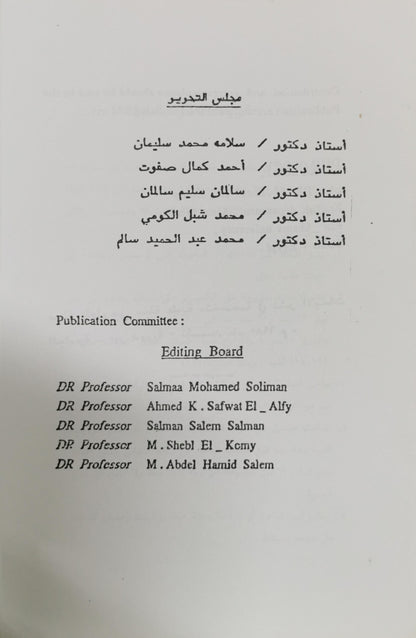 مجلس التحرير
أستاذ دكتور / سلامه محمد سليمان
أستاذ دكتور / أحمد كمال صفوت
أستاذ دكتور / سالمان سليم سالمان
أستاذ دكتور / محمد شبل الكومي
أستاذ دكتور / محمد عبد الحميد سالم
Publication Committee :
Editing Board
DR Professor Salmaa Mohamed Soliman
DR Professor Ahmed K . Safwat El _ Alfy
DR Professor Salman Salem Salman
DR Professor M . Shebl El _ Komy
DR Professor M . Abdel Hamid Salem